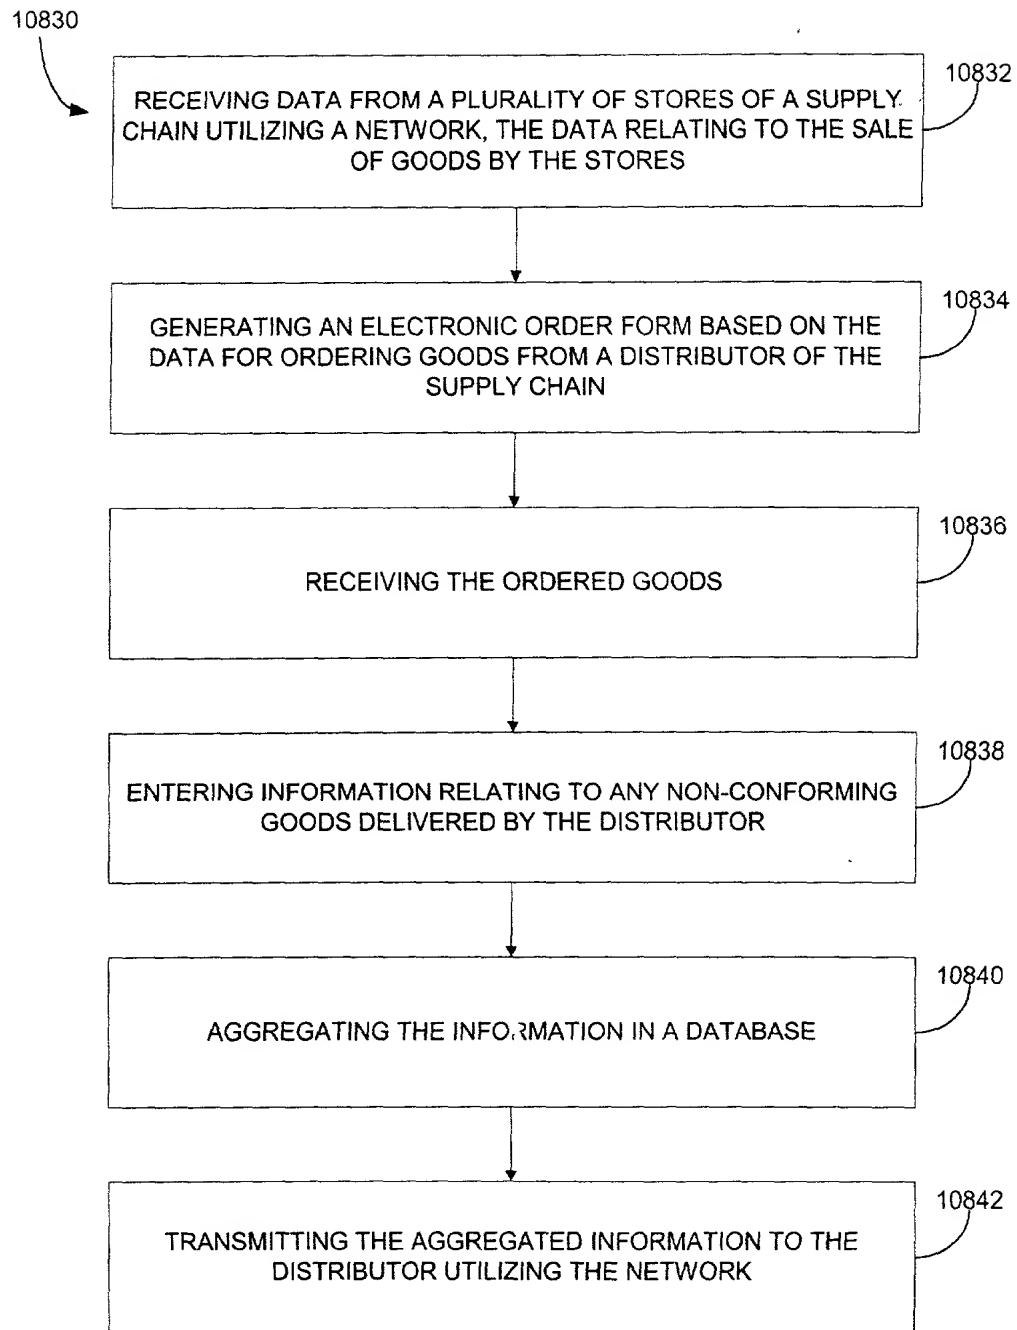 10830
10832
RECEIVING DATA FROM A PLURALITY OF STORES OF A SUPPLY
CHAIN UTILIZING A NETWORK, THE DATA RELATING TO THE SALE
OF GOODS BY THE STORES
10834
GENERATING AN ELECTRONIC ORDER FORM BASED ON THE
DATA FOR ORDERING GOODS FROM A DISTRIBUTOR OF THE
SUPPLY CHAIN
10836
RECEIVING THE ORDERED GOODS
10838
ENTERING INFORMATION RELATING TO ANY NON-CONFORMING
GOODS DELIVERED BY THE DISTRIBUTOR
10840
AGGREGATING THE INFORMATION IN A DATABASE
10842
TRANSMITTING THE AGGREGATED INFORMATION TO THE
DISTRIBUTOR UTILIZING THE NETWORK